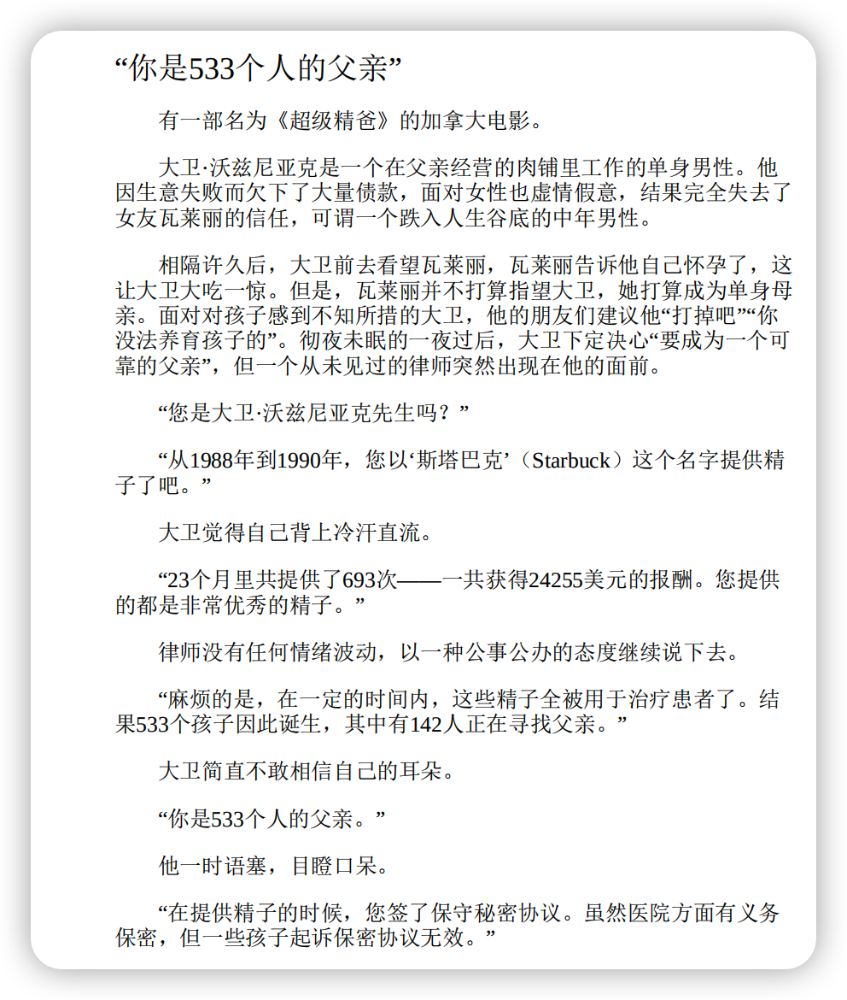 “你是533个人的父亲”
有一部名为《超级精爸》的加拿大电影。
大卫·沃兹尼亚克是一个在父亲经营的肉铺里工作的单身男性。他
因生意失败而欠下了大量债款，面对女性也虚情假意，结果完全失去了
女友瓦莱丽的信任，可谓一个跌入人生谷底的中年男性。
相隔许久后，大卫前去看望瓦莱丽，瓦莱丽告诉他自己怀孕了，这
让大卫大吃一惊。但是，瓦莱丽并不打算指望大卫，她打算成为单身母
亲。面对对孩子感到不知所措的大卫，他的朋友们建议他“打掉吧”“你
没法养育孩子的”。彻夜未眠的一夜过后，大卫下定决心“要成为一个可
靠的父亲”，但一个从未见过的律师突然出现在他的面前。
“您是大卫·沃兹尼亚克先生吗？”
“从1988年到1990年，您以‘斯塔巴克’（Starbuck）这个名字提供精
子了吧。”
大卫觉得自己背上冷汗直流。
“23个月里共提供了693次——一共获得24255美元的报酬。您提供
的都是非常优秀的精子。”
律师没有任何情绪波动，以一种公事公办的态度继续说下去。
“麻烦的是，在一定的时间内，这些精子全被用于治疗患者了。结
果533个孩子因此诞生，其中有142人正在寻找父亲。”
大卫简直不敢相信自己的耳朵。
“你是533个人的父亲。”
他一时语塞，目瞪口呆。
“在提供精子的时候，您签了保守秘密协议。虽然医院方面有义务
保密，但一些孩子起诉保密协议无效。”